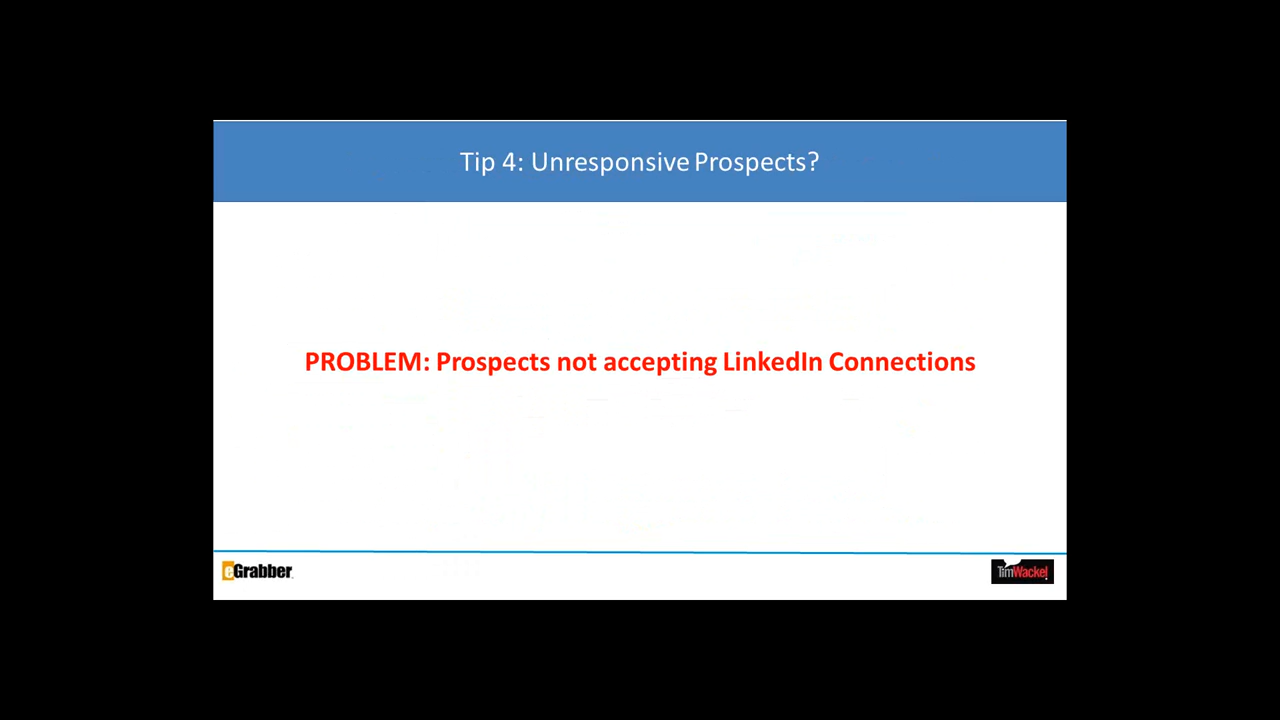 Tip 4: Unresponsive Prospects?
PROBLEM: Prospects not accepting LinkedIn Connections
eGrabber
TimWackel